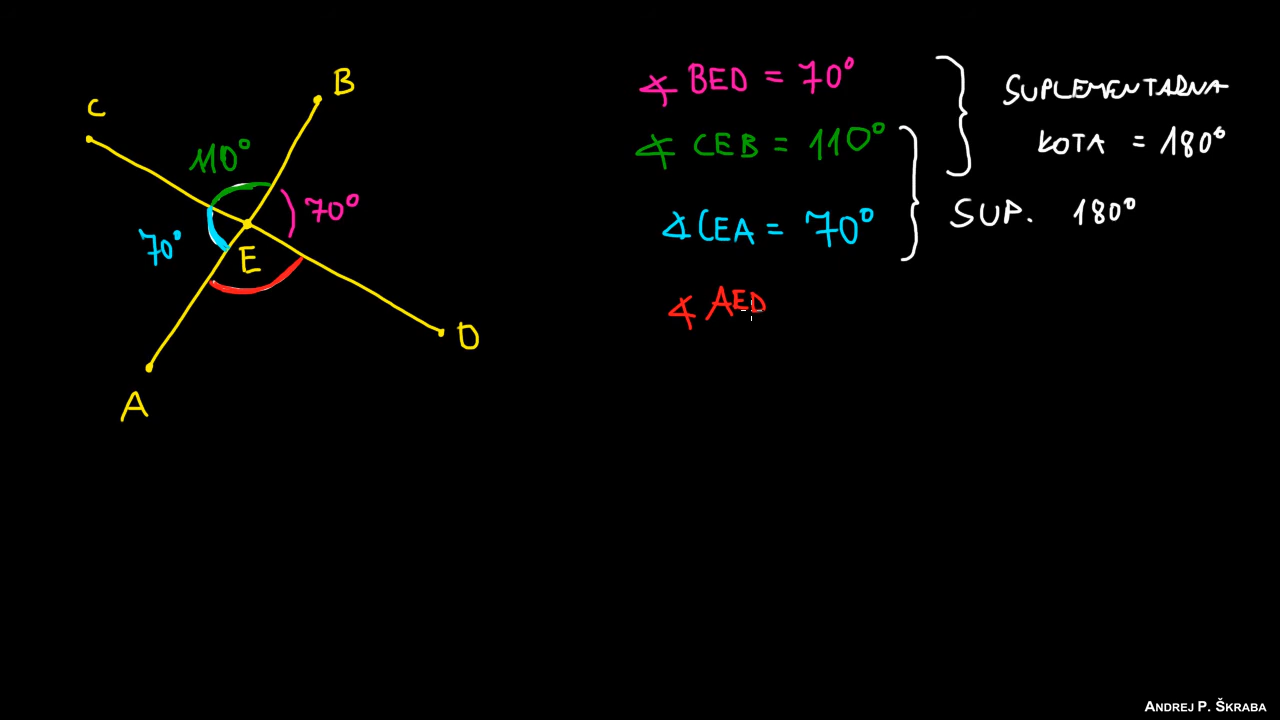 B
C
110°
70°
70°
E
D
A
∢ BED = 70°
∢ CEB = 110°
∢ CEA = 70°
∢ AED
SUPLEMENTARNA
KOTA = 180°
SUP. 180°
ANDREJ P. ŠKRABA